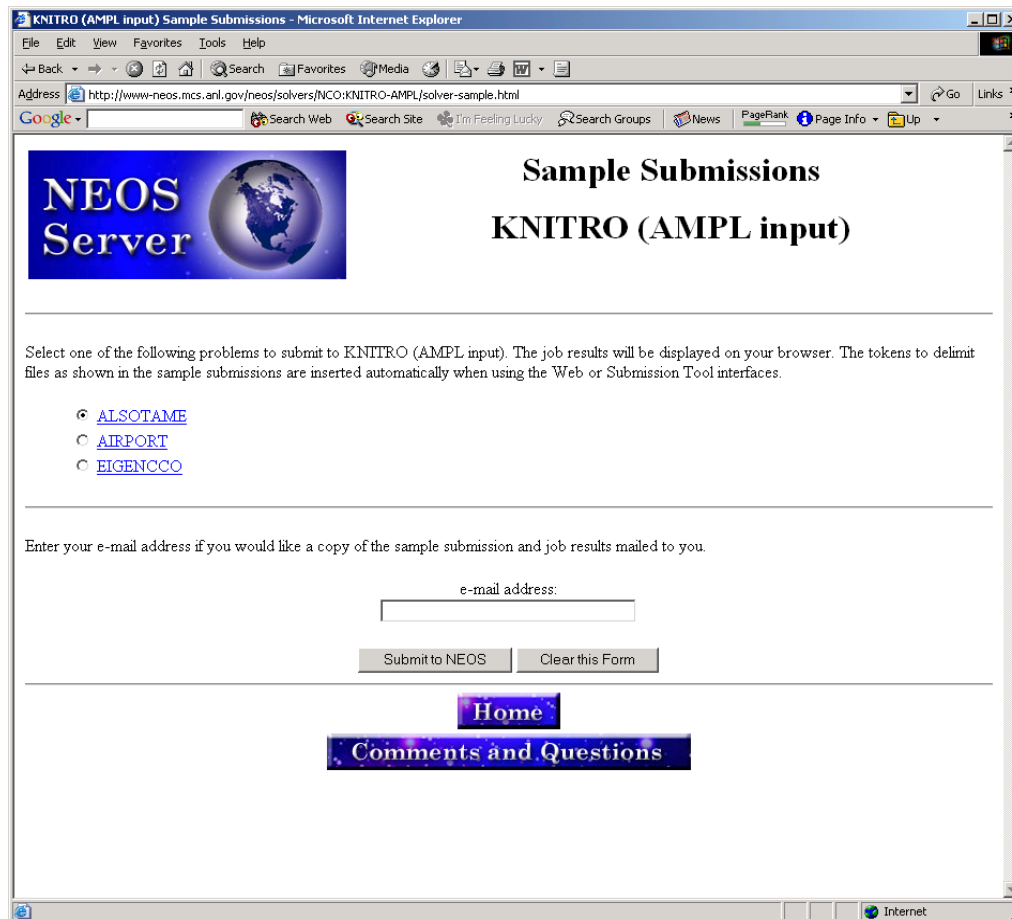 KNITRO (AMPL input) Sample Submissions - Microsoft Internet Explorer
File Edit View Favorites Tools Help
Back Search Favorites Media
Address http://www-neos.mcs.anl.gov/neos/solvers/NCO:KNITRO-AMPL/solver-sample.html Go Links
Google Search Web Search Site I'm Feeling Lucky Search Groups News PageRank Page Info Up
NEOS
Server
Sample Submissions
KNITRO (AMPL input)
Select one of the following problems to submit to KNITRO (AMPL input). The job results will be displayed on your browser. The tokens to delimit
files as shown in the sample submissions are inserted automatically when using the Web or Submission Tool interfaces.
ALSOTAME
AIRPORT
EIGENCCO
Enter your e-mail address if you would like a copy of the sample submission and job results mailed to you.
e-mail address:
Submit to NEOS Clear this Form
Home
Comments and Questions
Internet